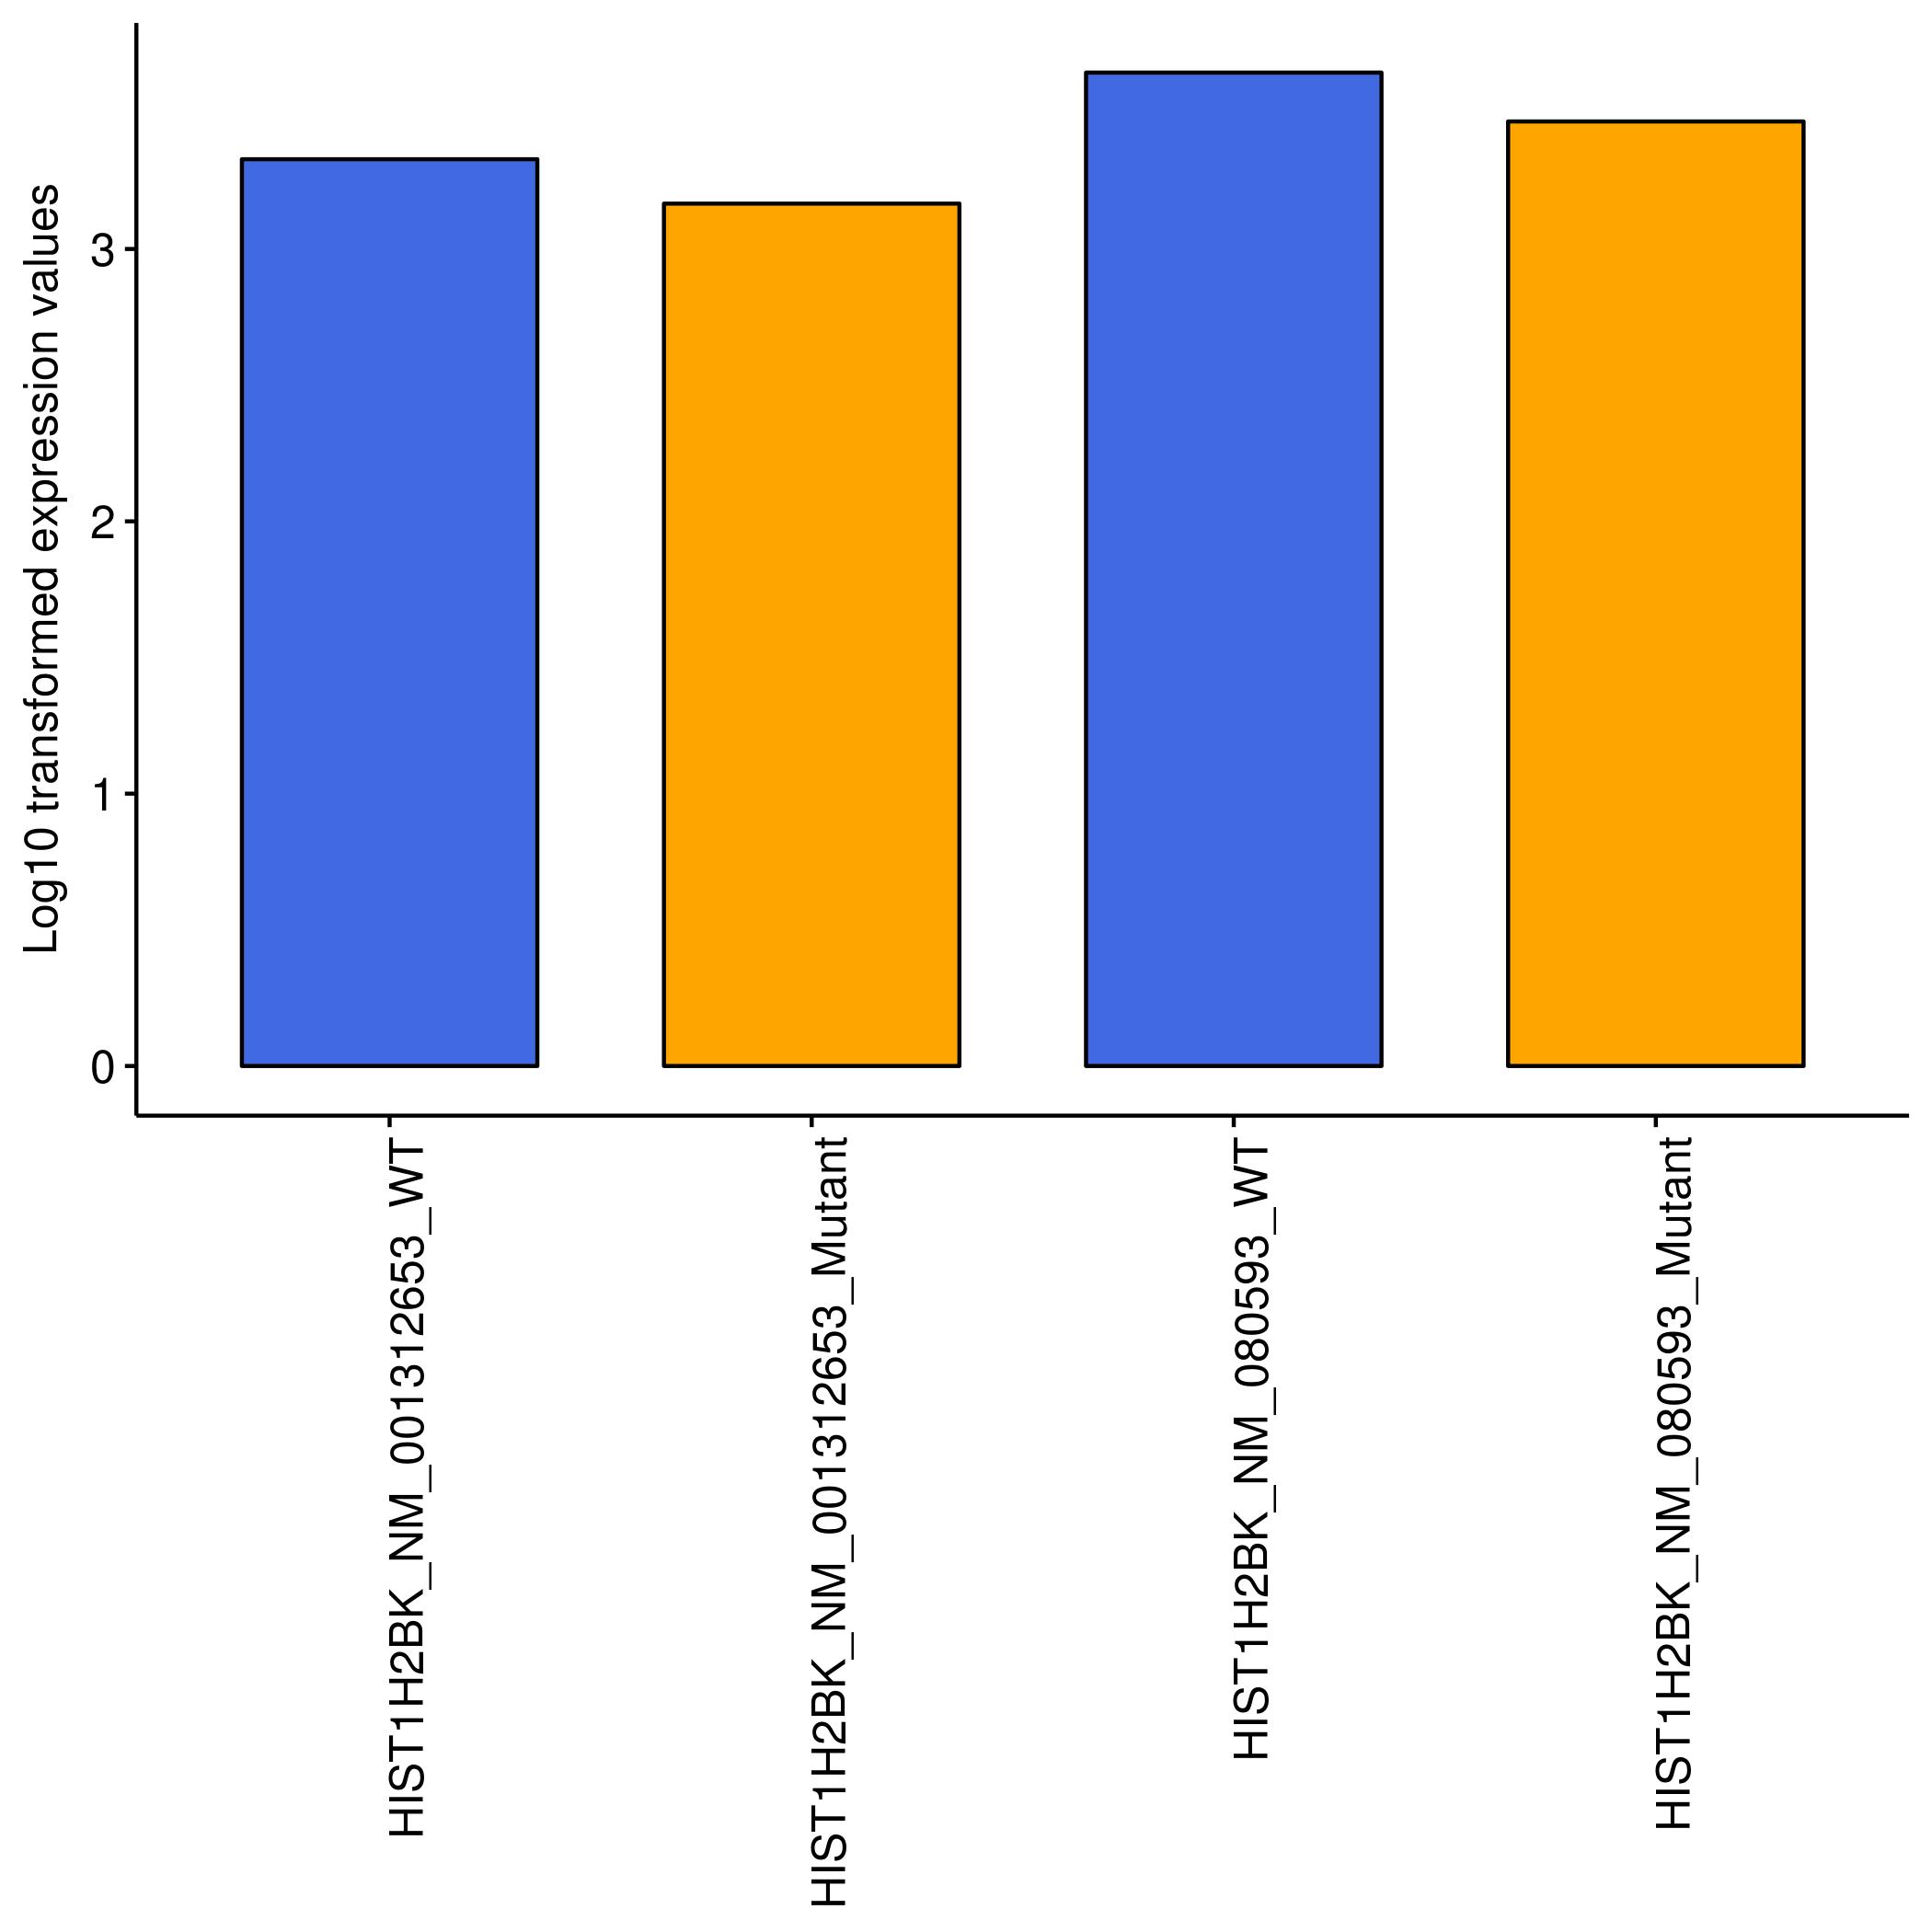 Log10 transformed expression values
3
2
1
0
HIST1H2BK_NM_001312653_WT
HIST1H2BK_NM_001312653_Mutant
HIST1H2BK_NM_080593_WT
HIST1H2BK_NM_080593_Mutant